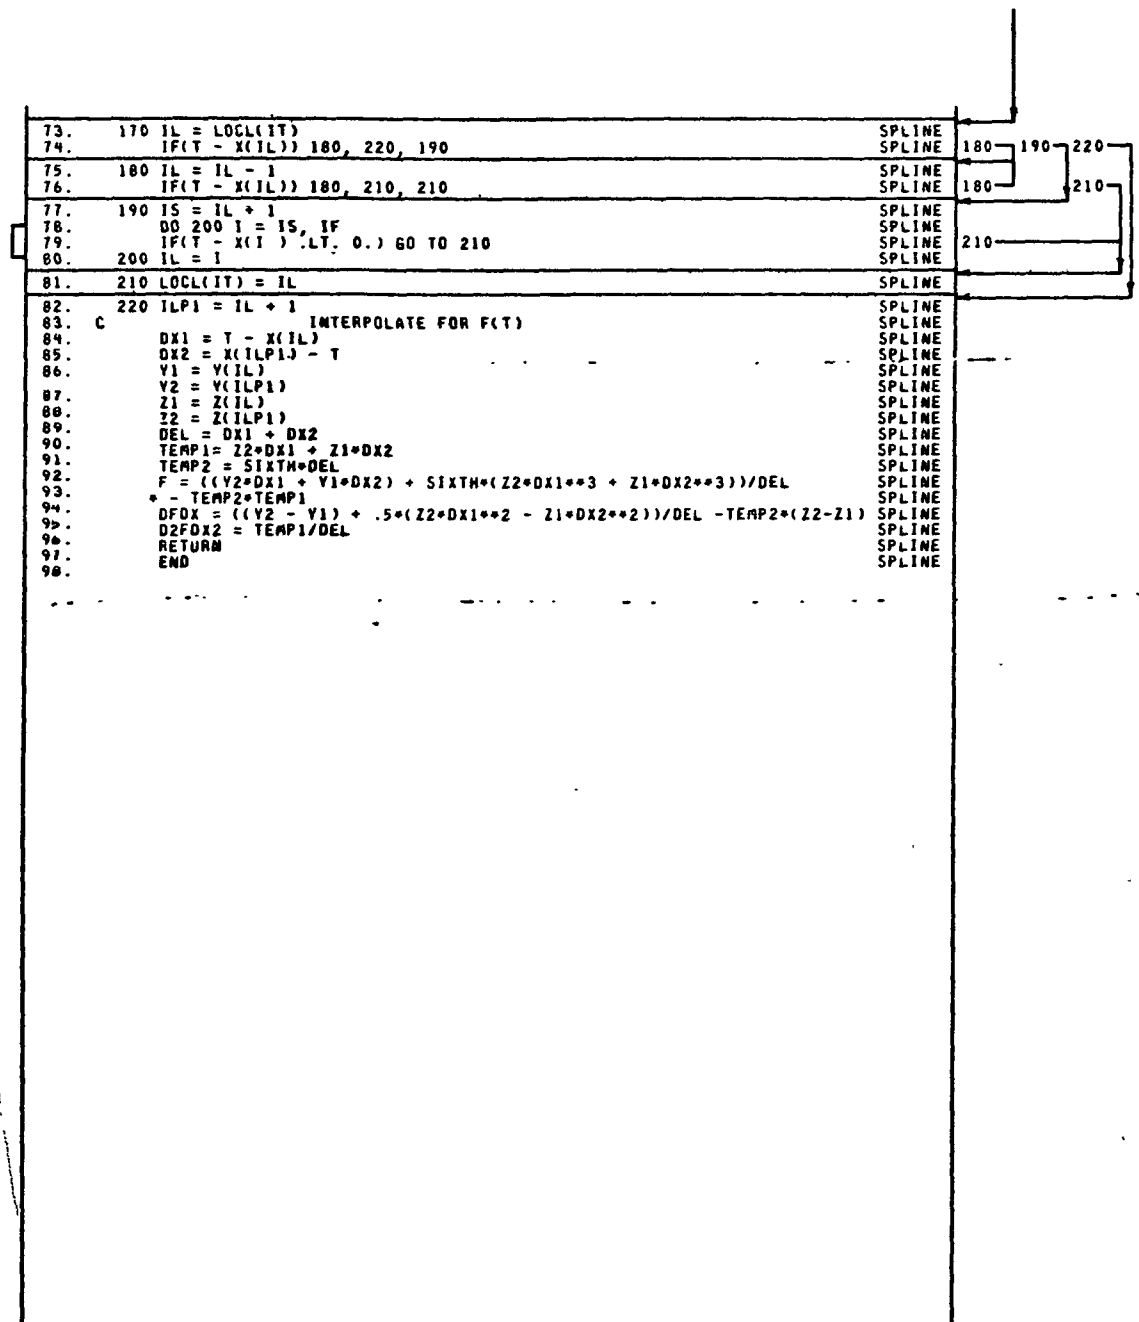 73. 170 IL = LOCL(IT) SPLINE
74. IF(T - X(IL)) 180, 220, 190 SPLINE 180 190 220
75. 180 IL = IL - 1 SPLINE
76. IF(T - X(IL)) 180, 210, 210 SPLINE 180 210
77. 190 IS = IL + 1 SPLINE
78. DO 200 I = IS, IF SPLINE
79. IF(T - X(I ) .LT. 0.) GO TO 210 SPLINE 210
80. 200 IL = I SPLINE
81. 210 LOCL(IT) = IL SPLINE
82. 220 ILP1 = IL + 1 SPLINE
83. C INTERPOLATE FOR F(T) SPLINE
84. DX1 = T - X(IL) SPLINE
85. DX2 = X(ILP1) - T SPLINE
86. Y1 = Y(IL) SPLINE
87. Y2 = Y(ILP1) SPLINE
88. Z1 = Z(IL) SPLINE
89. Z2 = Z(ILP1) SPLINE
90. DEL = DX1 + DX2 SPLINE
91. TEMP1= Z2*DX1 + Z1*DX2 SPLINE
92. TEMP2 = SIXTH*DEL SPLINE
93. F = ((Y2*DX1 + Y1*DX2) + SIXTH*(Z2*DX1**3 + Z1*DX2**3))/DEL SPLINE
94. * - TEMP2*TEMP1 SPLINE
95. DFDX = ((Y2 - Y1) + .5*(Z2*DX1**2 - Z1*DX2**2))/DEL -TEMP2*(Z2-Z1) SPLINE
96. D2FDX2 = TEMP1/DEL SPLINE
97. RETURN SPLINE
98. END SPLINE